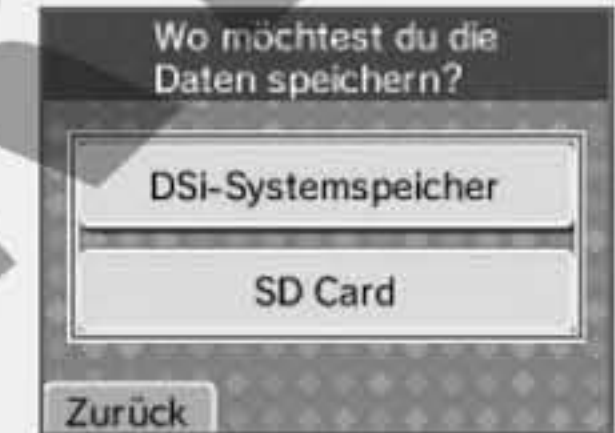 Wo möchtest du die
Daten speichern?
DSi-Systemspeicher
SD Card
Zurück